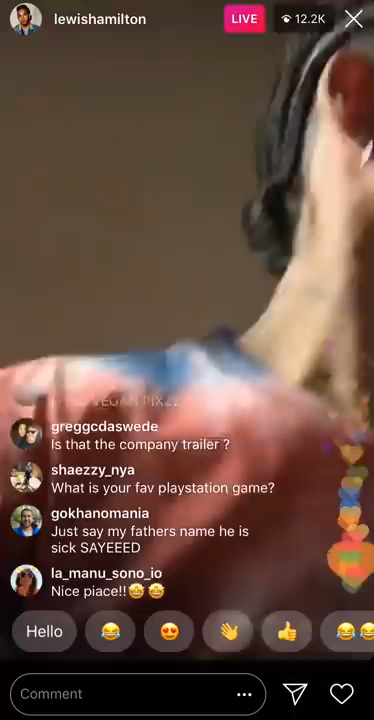 lewishamilton
LIVE
12.2K
VEGAN
greggcdaswede
Is that the company trailer ?
shaezzy_nya
What is your fav playstation game?
gokhanomania
Just say my fathers name he is
sick SAYEEED
la_manu_sono_io
Nice piace!!🤩🤩
Hello
Comment